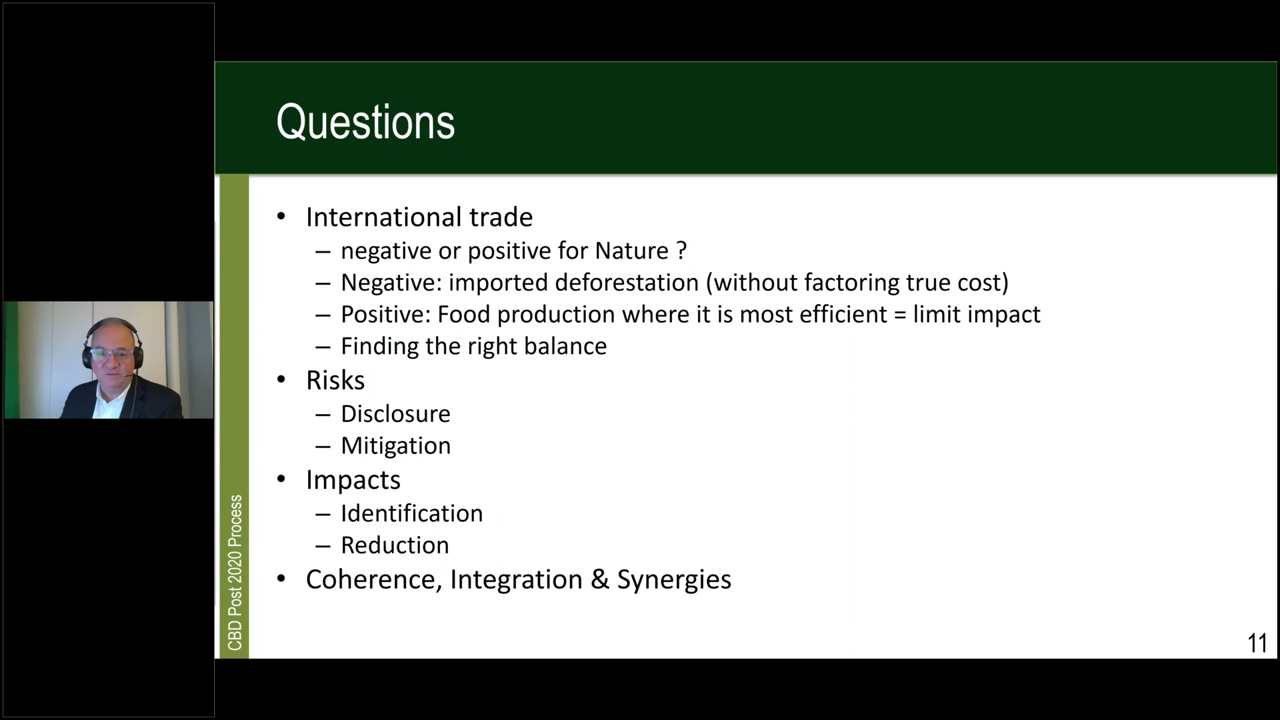 Questions
• International trade
– negative or positive for Nature ?
– Negative: imported deforestation (without factoring true cost)
– Positive: Food production where it is most efficient = limit impact
– Finding the right balance
• Risks
– Disclosure
– Mitigation
• Impacts
– Identification
– Reduction
• Coherence, Integration & Synergies
CBD Post 2020 Process
11